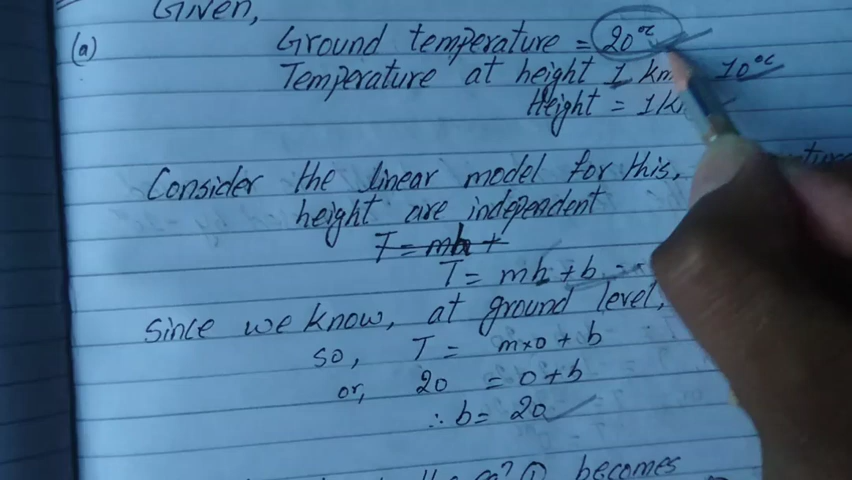 Given,
(a)
Ground temperature = 20°C
Temperature at height 1 km 10°C
Height = 1 k
Consider the linear model for this,
height are independent
T = mh +
T = mh + b
Since we know, at ground level,
so, T = m×0 + b
or, 20 = 0 + b
∴ b = 20
becomes